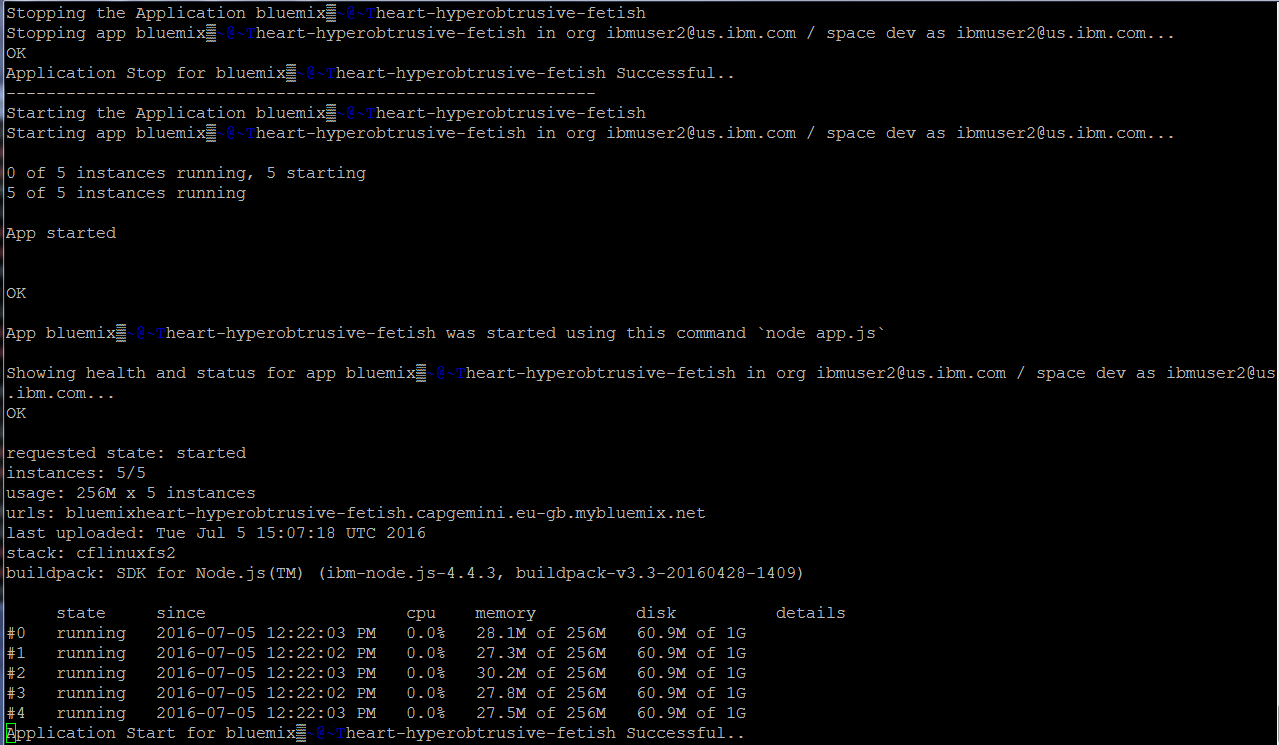 Stopping the Application bluemix▒~@~Theart-hyperobtrusive-fetish
Stopping app bluemix▒~@~Theart-hyperobtrusive-fetish in org ibmuser2@us.ibm.com / space dev as ibmuser2@us.ibm.com...
OK
Application Stop for bluemix▒~@~Theart-hyperobtrusive-fetish Successful..
-----------------------------------------------------------
Starting the Application bluemix▒~@~Theart-hyperobtrusive-fetish
Starting app bluemix▒~@~Theart-hyperobtrusive-fetish in org ibmuser2@us.ibm.com / space dev as ibmuser2@us.ibm.com...
0 of 5 instances running, 5 starting
5 of 5 instances running
App started
OK
App bluemix▒~@~Theart-hyperobtrusive-fetish was started using this command `node app.js`
Showing health and status for app bluemix▒~@~Theart-hyperobtrusive-fetish in org ibmuser2@us.ibm.com / space dev as ibmuser2@us
.ibm.com...
OK
requested state: started
instances: 5/5
usage: 256M x 5 instances
urls: bluemixheart-hyperobtrusive-fetish.capgemini.eu-gb.mybluemix.net
last uploaded: Tue Jul 5 15:07:18 UTC 2016
stack: cflinuxfs2
buildpack: SDK for Node.js(TM) (ibm-node.js-4.4.3, buildpack-v3.3-20160428-1409)
state since cpu memory disk details
#0 running 2016-07-05 12:22:03 PM 0.0% 28.1M of 256M 60.9M of 1G
#1 running 2016-07-05 12:22:02 PM 0.0% 27.3M of 256M 60.9M of 1G
#2 running 2016-07-05 12:22:03 PM 0.0% 30.2M of 256M 60.9M of 1G
#3 running 2016-07-05 12:22:02 PM 0.0% 27.8M of 256M 60.9M of 1G
#4 running 2016-07-05 12:22:03 PM 0.0% 27.5M of 256M 60.9M of 1G
Application Start for bluemix▒~@~Theart-hyperobtrusive-fetish Successful..